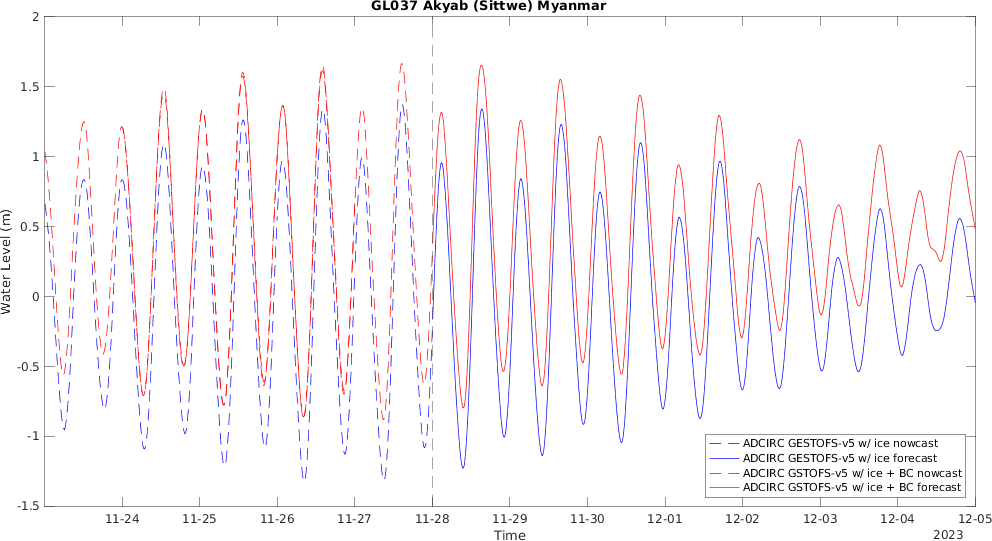 GL037 Akyab (Sittwe) Myanmar
Water Level (m)
2
1.5
1
0.5
0
-0.5
-1
-1.5
ADCIRC GESTOFS-v5 w/ ice nowcast
ADCIRC GESTOFS-v5 w/ ice forecast
ADCIRC GSTOFS-v5 w/ ice + BC nowcast
ADCIRC GSTOFS-v5 w/ ice + BC forecast
11-24 11-25 11-26 11-27 11-28 11-29 11-30 12-01 12-02 12-03 12-04 12-05
Time
2023